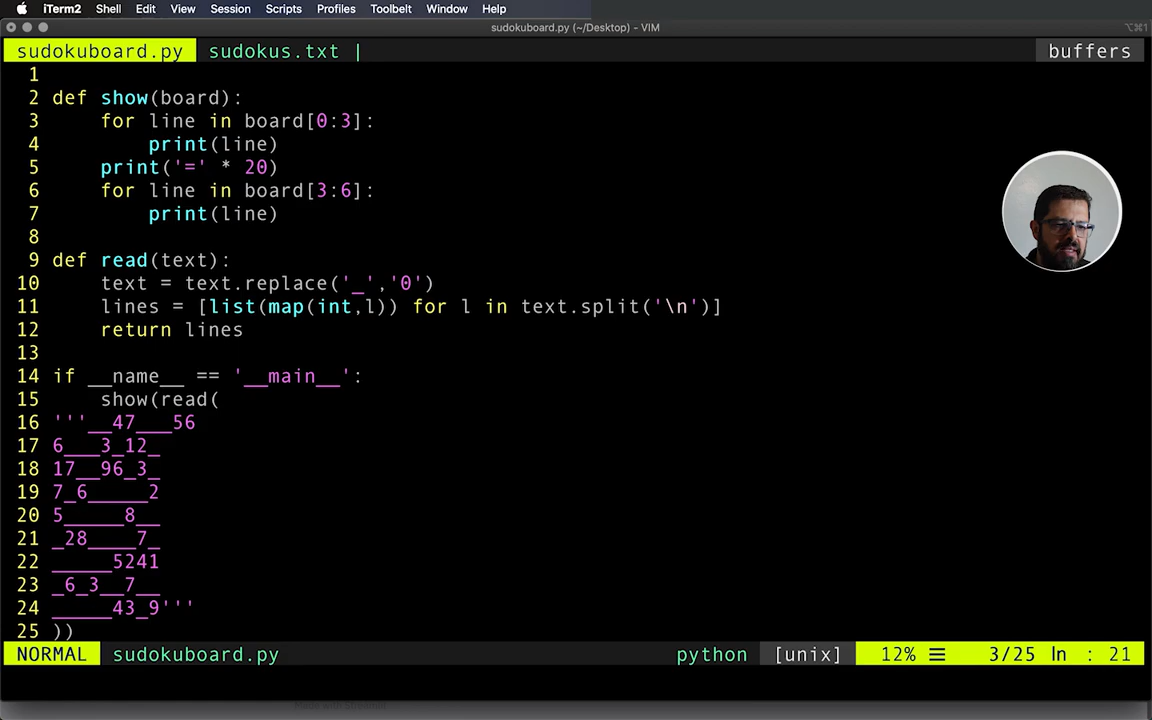 iTerm2 Shell Edit View Session Scripts Profiles Toolbelt Window Help
sudokuboard.py (~/Desktop) - VIM ⌥⌘1
sudokuboard.py sudokus.txt | buffers
1
2 def show(board):
3     for line in board[0:3]:
4         print(line)
5     print('=' * 20)
6     for line in board[3:6]:
7         print(line)
8
9 def read(text):
10     text = text.replace('_','0')
11     lines = [list(map(int,l)) for l in text.split('\n')]
12     return lines
13
14 if __name__ == '__main__':
15     show(read(
16 '''__47___56
17 6___3_12_
18 17__96_3_
19 7_6_____2
20 5_____8__
21 _28____7_
22 _____5241
23 _6_3__7__
24 _____43_9'''
25 ))
NORMAL sudokuboard.py python [unix] 12% ☰ 3/25 ln : 21